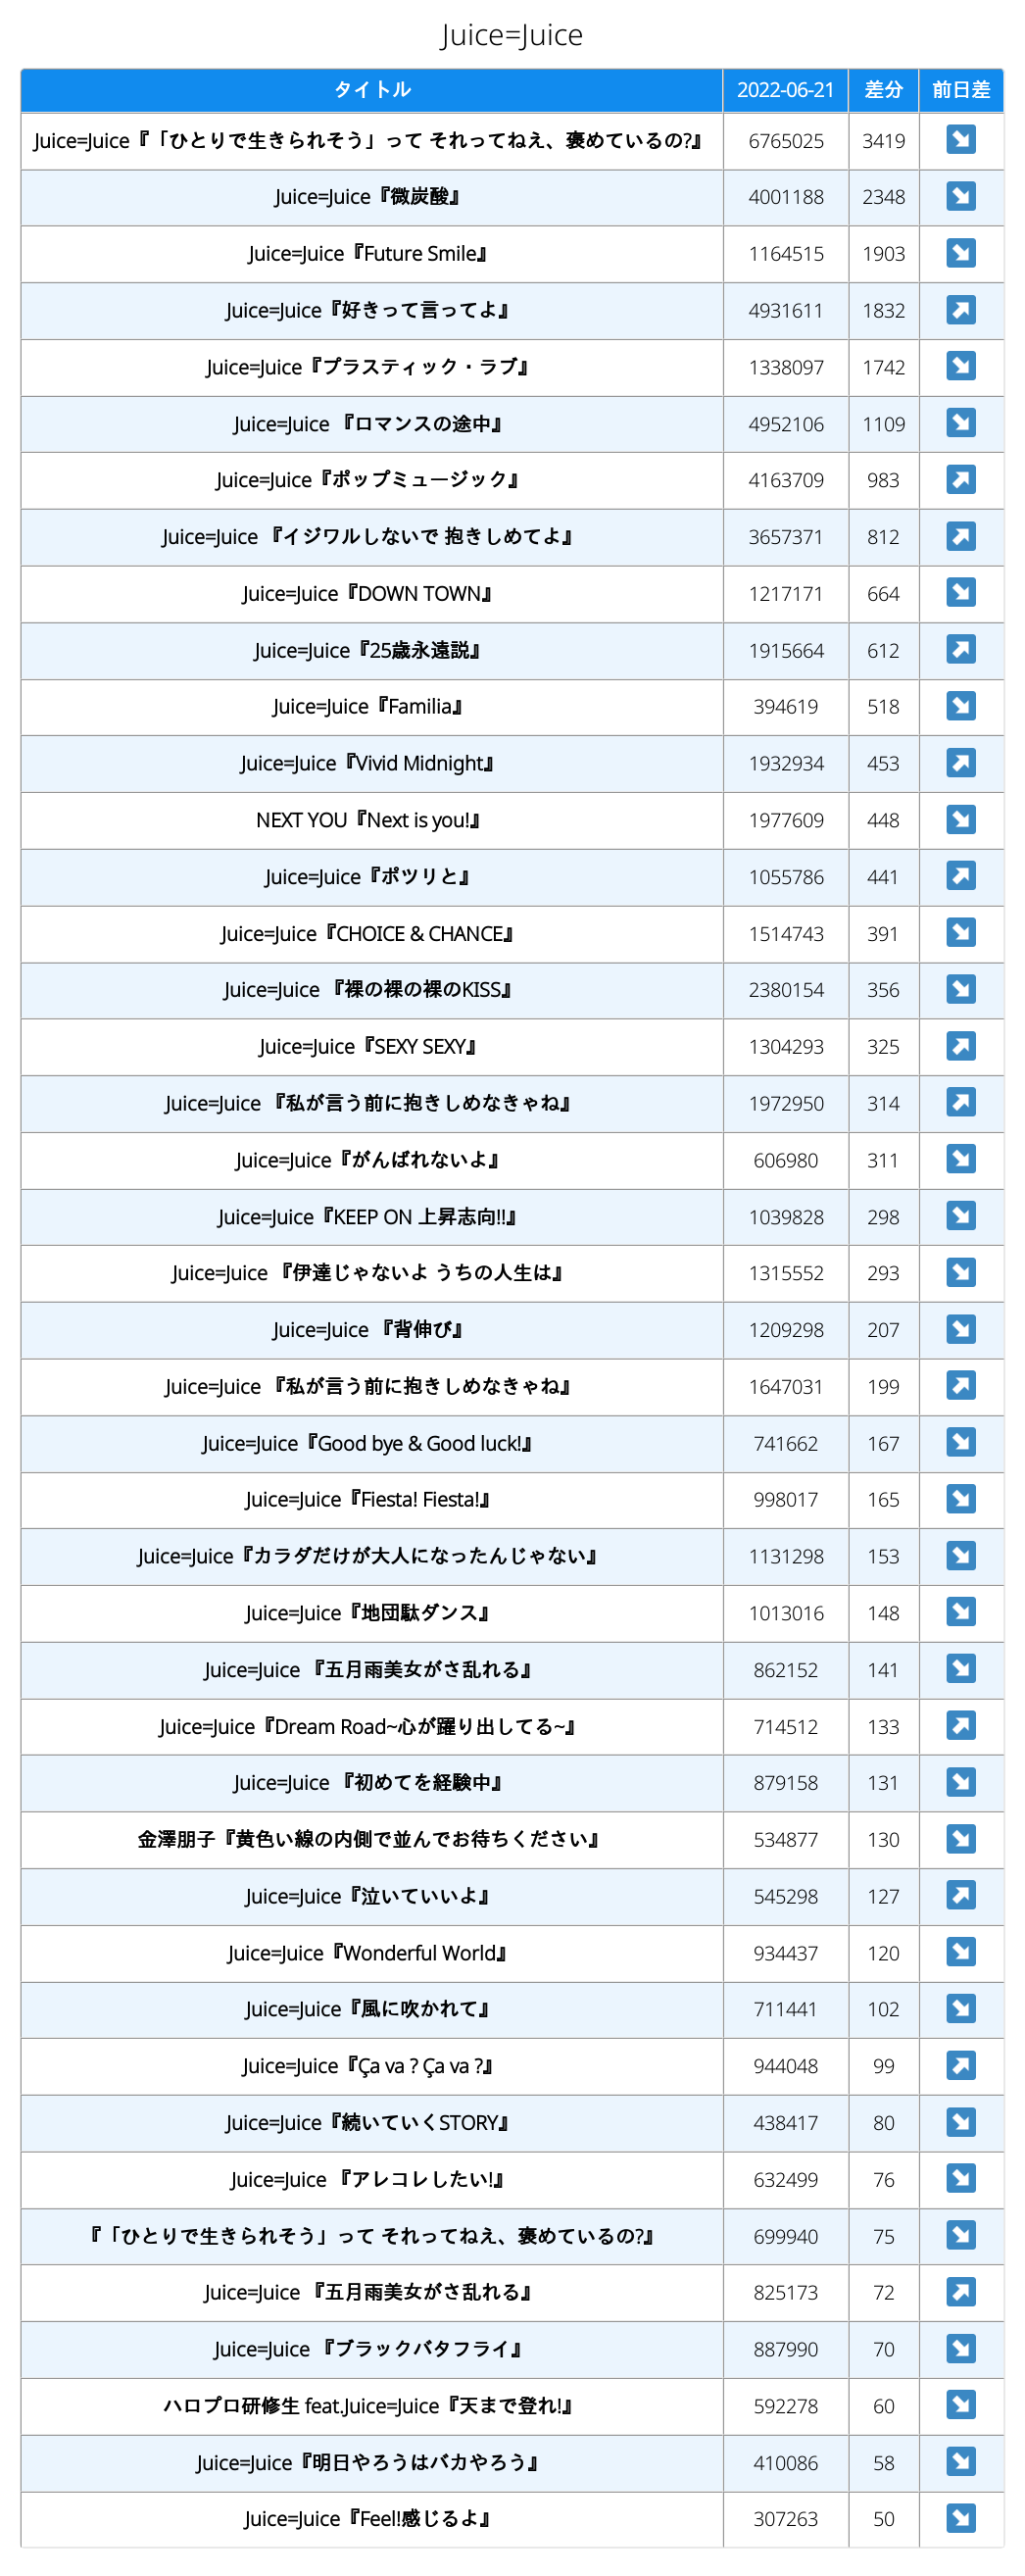 Juice=Juice
タイトル 2022-06-21 差分 前日差
Juice=Juice『「ひとりで生きられそう」って それってねえ、褒めているの?』 6765025 3419
Juice=Juice『微炭酸』 4001188 2348
Juice=Juice『Future Smile』 1164515 1903
Juice=Juice『好きって言ってよ』 4931611 1832
Juice=Juice『プラスティック・ラブ』 1338097 1742
Juice=Juice 『ロマンスの途中』 4952106 1109
Juice=Juice『ポップミュージック』 4163709 983
Juice=Juice 『イジワルしないで 抱きしめてよ』 3657371 812
Juice=Juice『DOWN TOWN』 1217171 664
Juice=Juice『25歳永遠説』 1915664 612
Juice=Juice『Familia』 394619 518
Juice=Juice『Vivid Midnight』 1932934 453
NEXT YOU『Next is you!』 1977609 448
Juice=Juice『ポツリと』 1055786 441
Juice=Juice『CHOICE & CHANCE』 1514743 391
Juice=Juice 『裸の裸の裸のKISS』 2380154 356
Juice=Juice『SEXY SEXY』 1304293 325
Juice=Juice 『私が言う前に抱きしめなきゃね』 1972950 314
Juice=Juice『がんばれないよ』 606980 311
Juice=Juice『KEEP ON 上昇志向!!』 1039828 298
Juice=Juice 『伊達じゃないよ うちの人生は』 1315552 293
Juice=Juice 『背伸び』 1209298 207
Juice=Juice 『私が言う前に抱きしめなきゃね』 1647031 199
Juice=Juice『Good bye & Good luck!』 741662 167
Juice=Juice『Fiesta! Fiesta!』 998017 165
Juice=Juice『カラダだけが大人になったんじゃない』 1131298 153
Juice=Juice『地団駄ダンス』 1013016 148
Juice=Juice 『五月雨美女がさ乱れる』 862152 141
Juice=Juice『Dream Road~心が躍り出してる~』 714512 133
Juice=Juice 『初めてを経験中』 879158 131
金澤朋子『黄色い線の内側で並んでお待ちください』 534877 130
Juice=Juice『泣いていいよ』 545298 127
Juice=Juice『Wonderful World』 934437 120
Juice=Juice『風に吹かれて』 711441 102
Juice=Juice『Ça va ? Ça va ?』 944048 99
Juice=Juice『続いていくSTORY』 438417 80
Juice=Juice 『アレコレしたい!』 632499 76
『「ひとりで生きられそう」って それってねえ、褒めているの?』 699940 75
Juice=Juice 『五月雨美女がさ乱れる』 825173 72
Juice=Juice 『ブラックバタフライ』 887990 70
ハロプロ研修生 feat.Juice=Juice『天まで登れ!』 592278 60
Juice=Juice『明日やろうはバカやろう』 410086 58
Juice=Juice『Feel!感じるよ』 307263 50